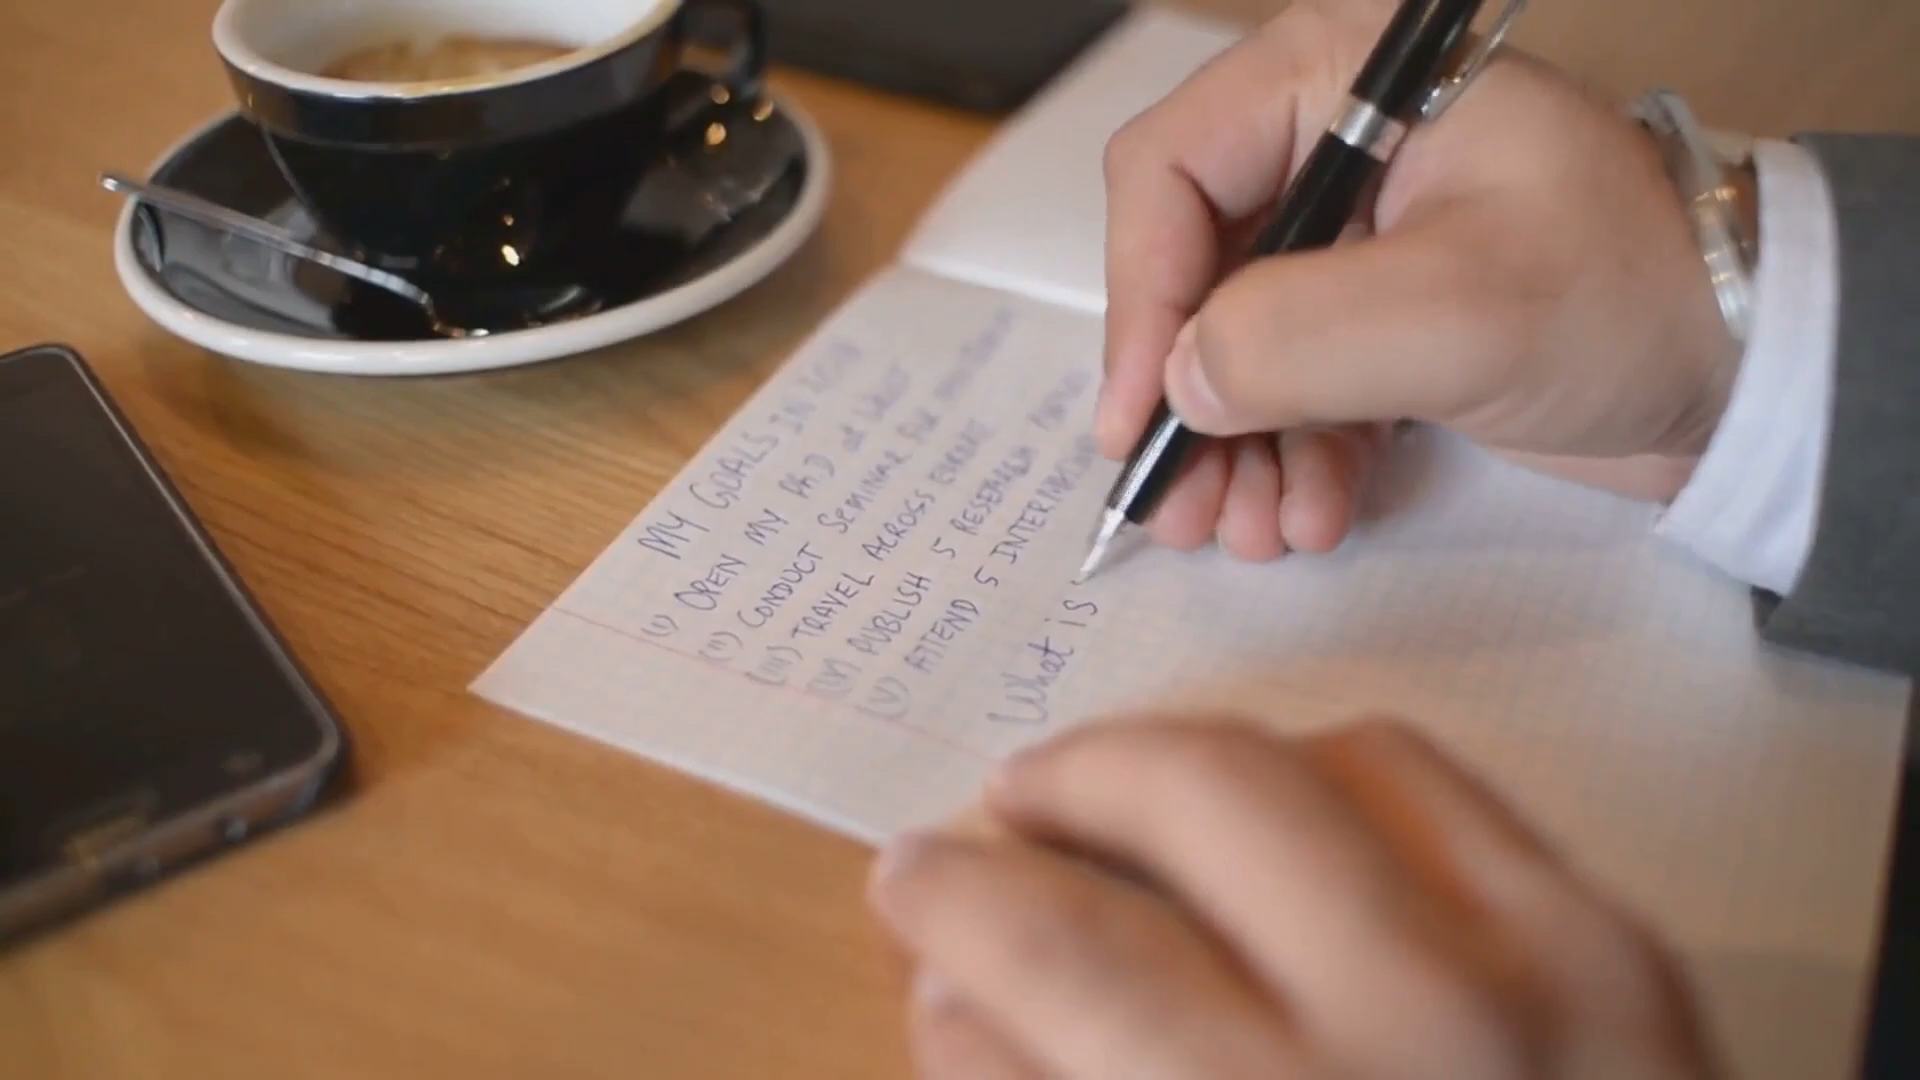 MY GOALS IN
(I) OPEN MY PhD at
(II) CONDUCT SEMINAR FOR
(III) TRAVEL ACROSS EUROPE
(IV) PUBLISH 5 RESEARCH
(V) ATTEND 5 INTERNATIONAL
What is